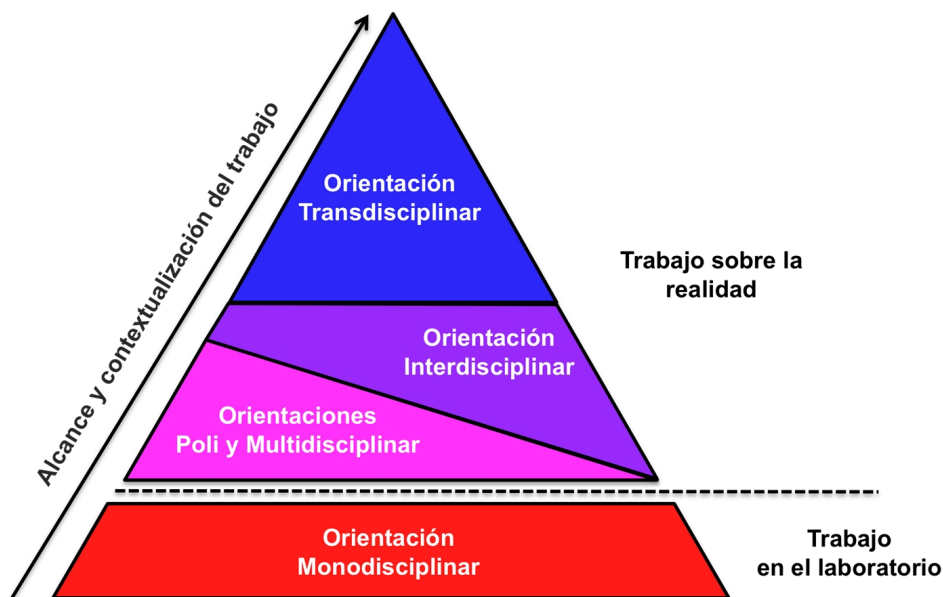 Alcance y contextualización del trabajo
Orientación
Transdisciplinar
Trabajo sobre la
realidad
Orientación
Interdisciplinar
Orientaciones
Poli y Multidisciplinar
Orientación
Monodisciplinar
Trabajo
en el laboratorio